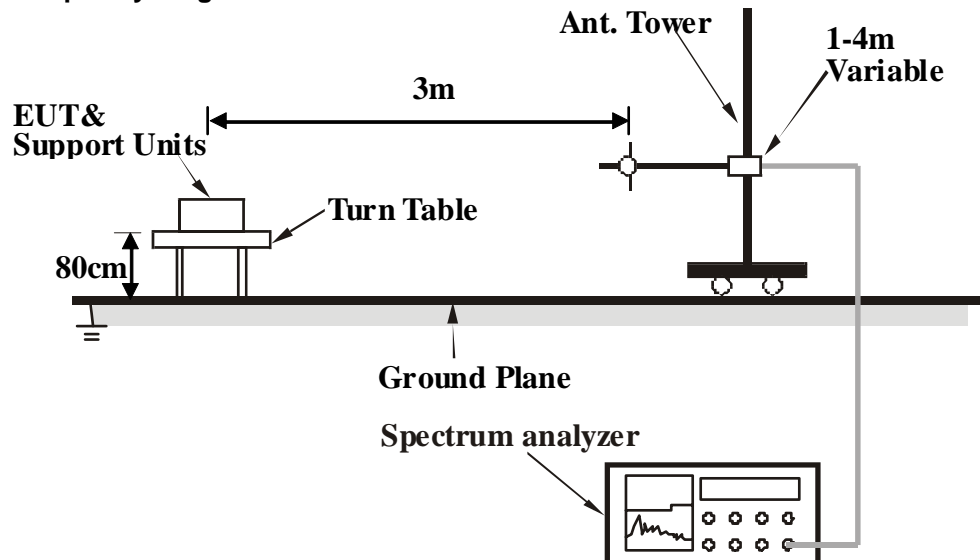 Ant. Tower
1-4m
Variable
3m
EUT&
Support Units
Turn Table
80cm
Ground Plane
Spectrum analyzer